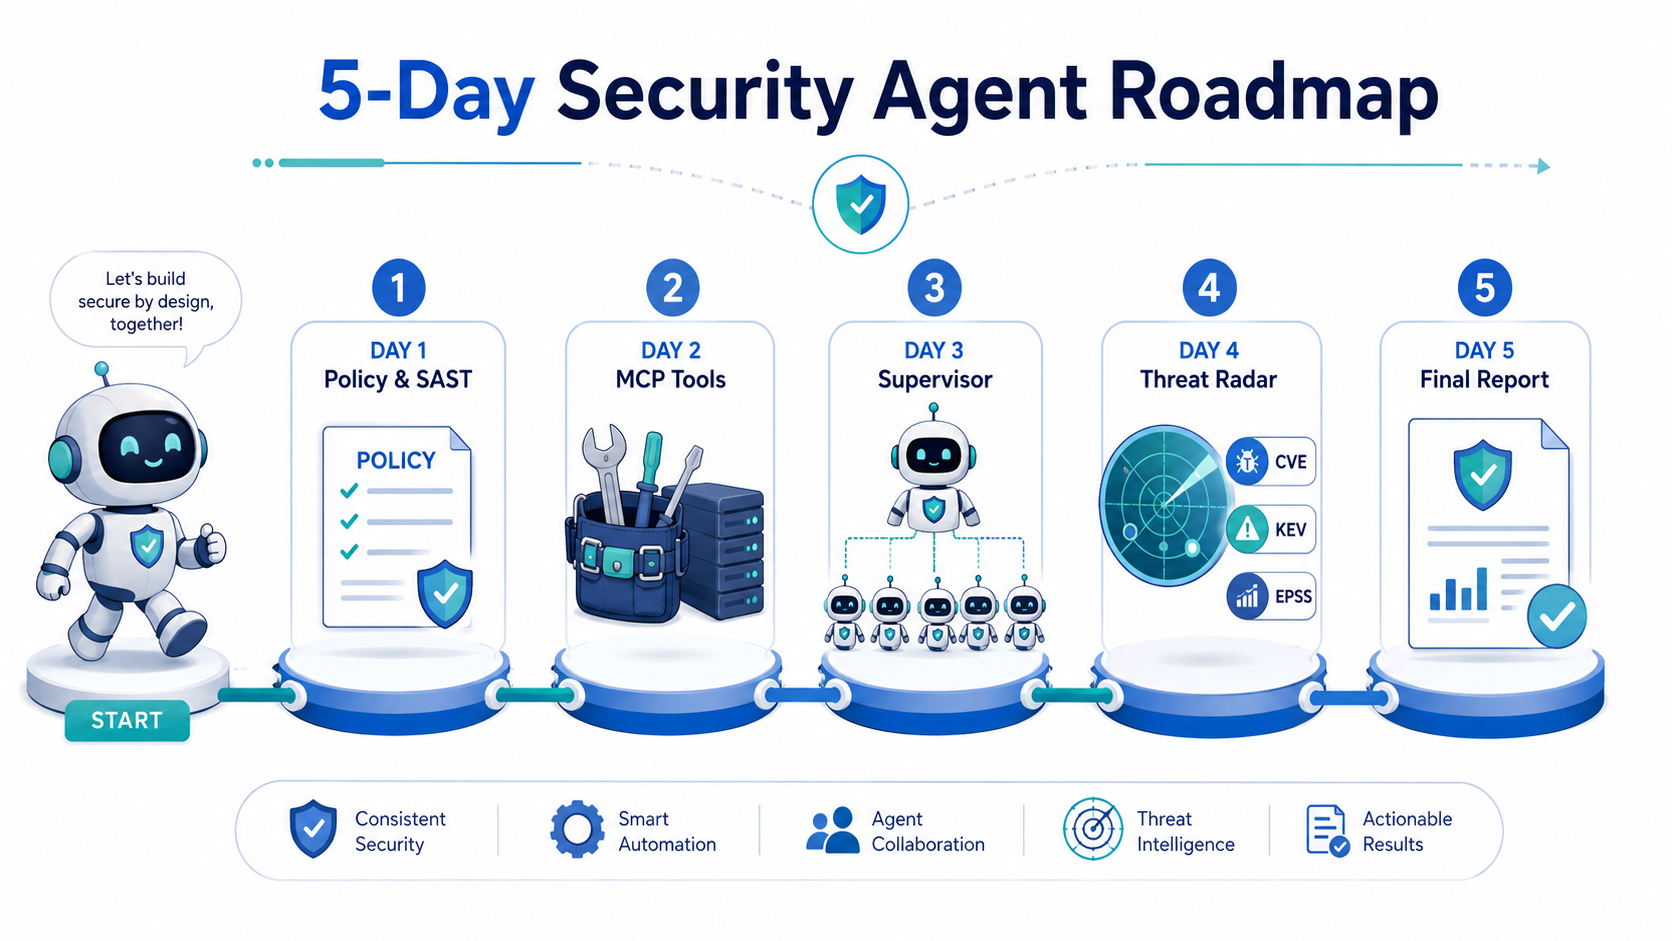 5-Day Security Agent Roadmap
Let's build
secure by design,
together!
START
1
DAY 1
Policy & SAST
POLICY
2
DAY 2
MCP Tools
3
DAY 3
Supervisor
4
DAY 4
Threat Radar
CVE
KEV
EPSS
5
DAY 5
Final Report
Consistent
Security
Smart
Automation
Agent
Collaboration
Threat
Intelligence
Actionable
Results